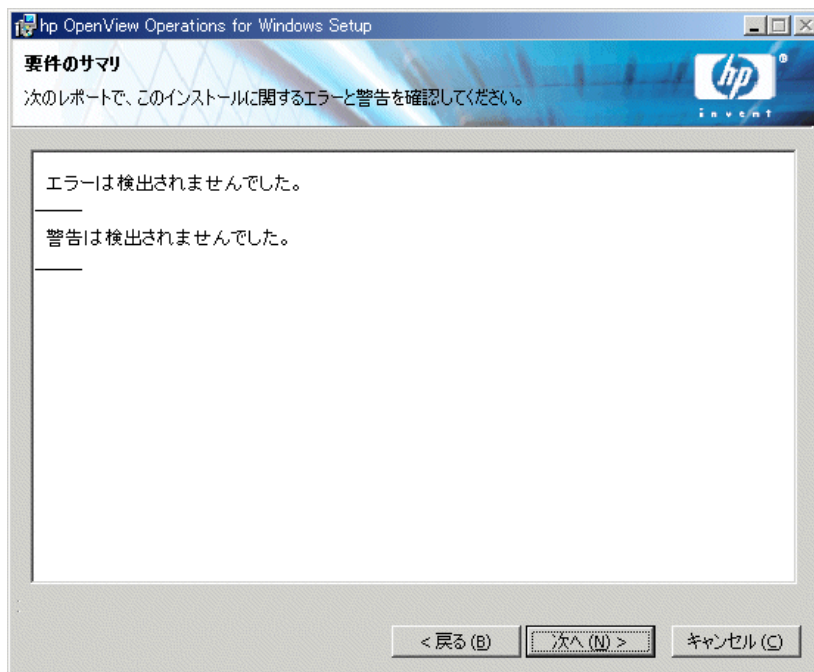 hp OpenView Operations for Windows Setup
要件のサマリ
次のレポートで、このインストールに関するエラーと警告を確認してください。
hp
®
invent
エラーは検出されませんでした。
警告は検出されませんでした。
< 戻る(B)
次へ(N) >
キャンセル(C)